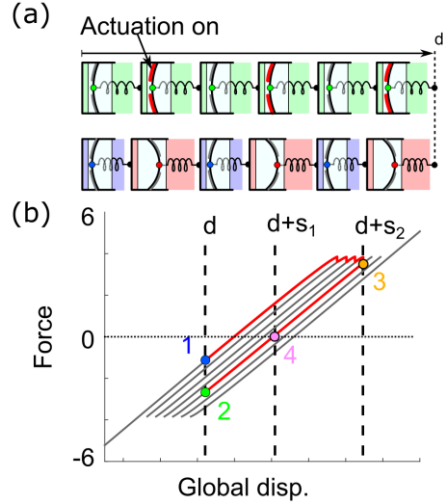 (a)
Actuation on
d
(b)
6
d
d+s₁
d+s₂
Force
0
1
2
3
4
-6
Global disp.